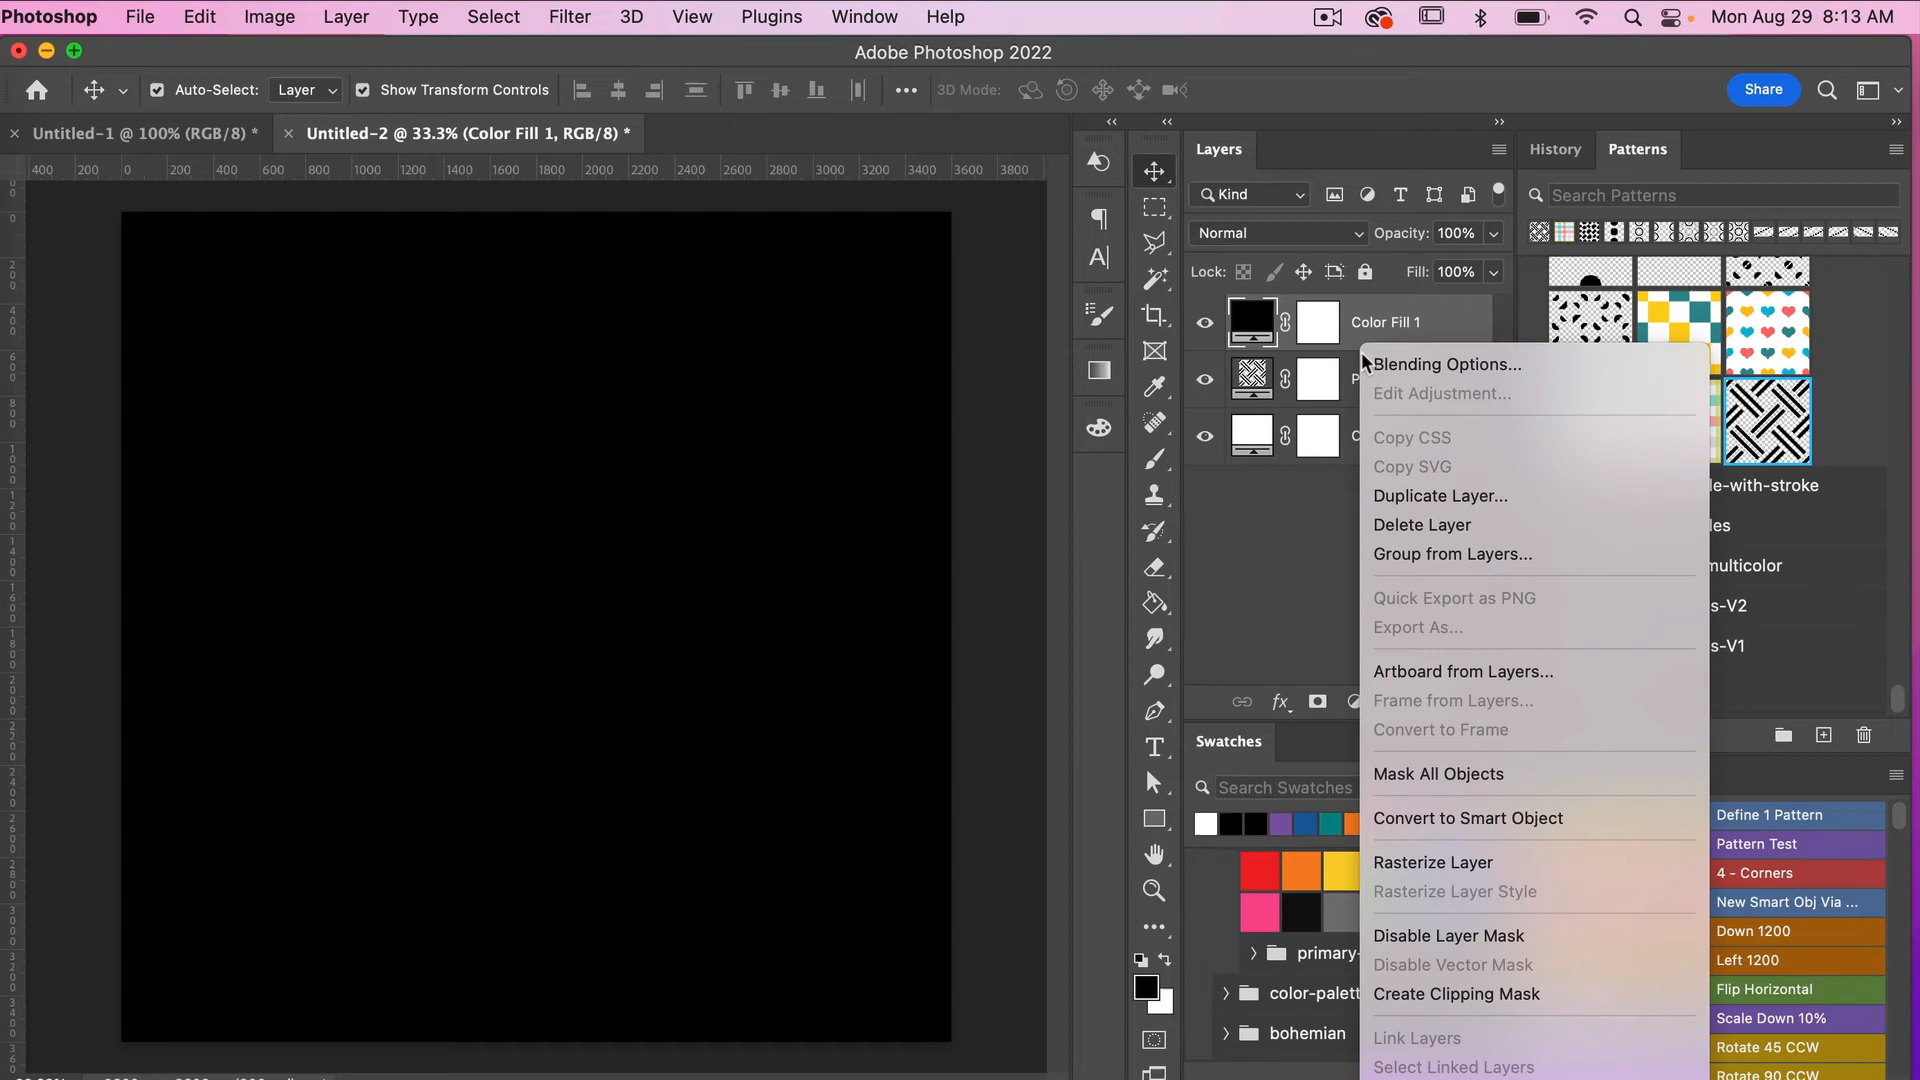 Photoshop File Edit Image Layer Type Select Filter 3D View Plugins Window Help Mon Aug 29 8:13 AM
Adobe Photoshop 2022
Auto-Select: Layer Show Transform Controls 3D Mode: Share
Untitled-1 @ 100% (RGB/8) * Untitled-2 @ 33.3% (Color Fill 1, RGB/8) *
400 200 0 200 400 600 800 1000 1200 1400 1600 1800 2000 2200 2400 2600 2800 3000 3200 3400 3600 3800
Layers
Kind
Normal Opacity: 100%
Lock: Fill: 100%
Color Fill 1
Blending Options...
Edit Adjustment...
Copy CSS
Copy SVG
Duplicate Layer...
Delete Layer
Group from Layers...
Quick Export as PNG
Export As...
Artboard from Layers...
Frame from Layers...
Convert to Frame
Mask All Objects
Convert to Smart Object
Rasterize Layer
Rasterize Layer Style
Disable Layer Mask
Disable Vector Mask
Create Clipping Mask
Link Layers
Select Linked Layers
History Patterns
Search Patterns
le-with-stroke
les
multicolor
s-V2
s-V1
Swatches
Search Swatches
primary-
color-palett
bohemian
Define 1 Pattern
Pattern Test
4 - Corners
New Smart Obj Via ...
Down 1200
Left 1200
Flip Horizontal
Scale Down 10%
Rotate 45 CCW
Rotate 90 CCW